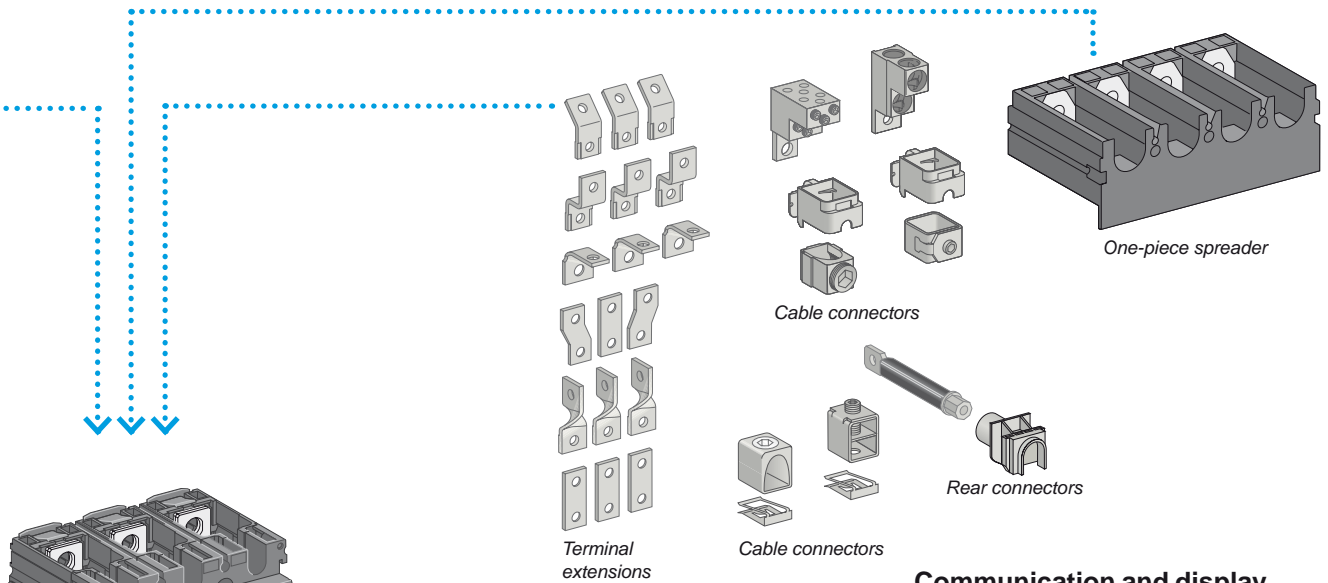 One-piece spreader
Cable connectors
Rear connectors
Terminal
extensions
Cable connectors
Communication and display